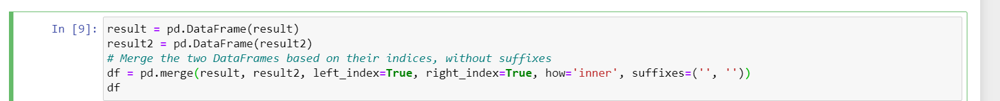 In [9]: result = pd.DataFrame(result)
result2 = pd.DataFrame(result2)
# Merge the two DataFrames based on their indices, without suffixes
df = pd.merge(result, result2, left_index=True, right_index=True, how='inner', suffixes=('', ''))
df